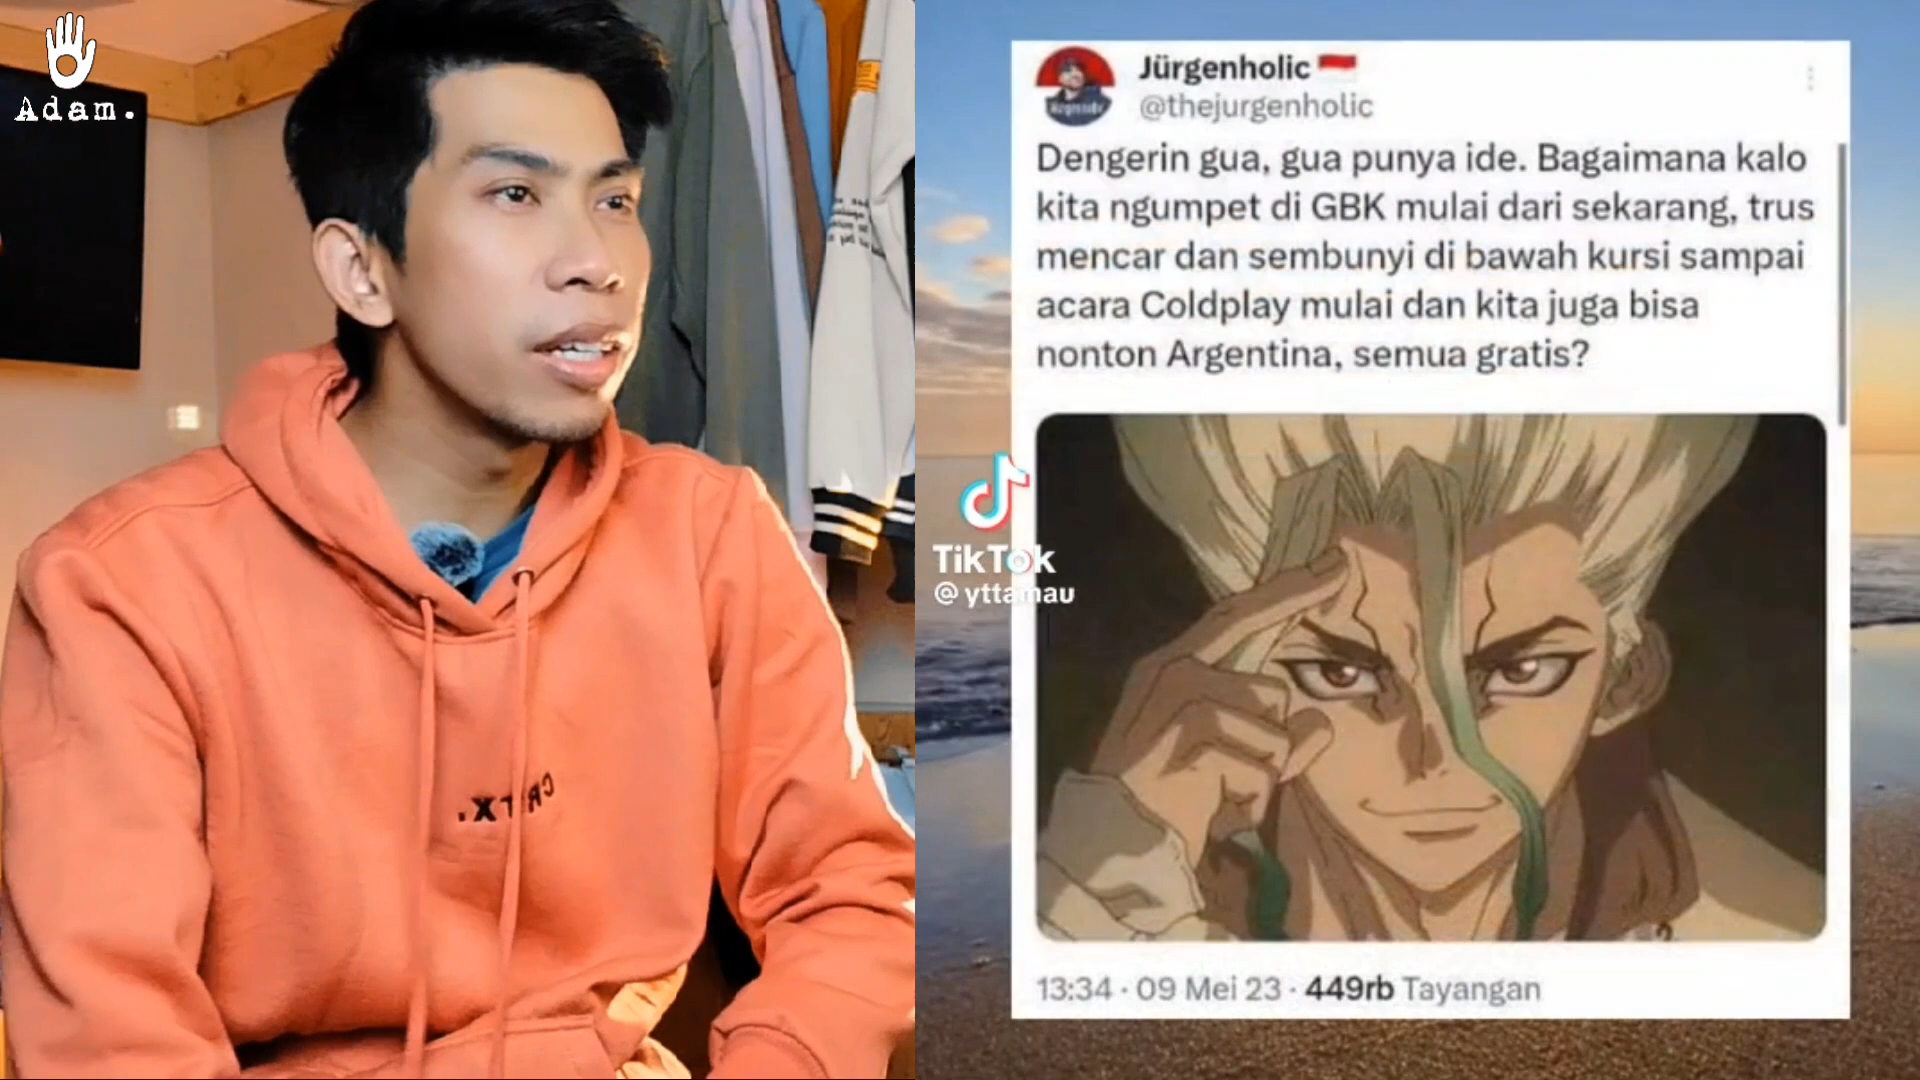 Adam.
CRTX.
Jürgenholic
@thejurgenholic
Dengerin gua, gua punya ide. Bagaimana kalo
kita ngumpet di GBK mulai dari sekarang, trus
mencar dan sembunyi di bawah kursi sampai
acara Coldplay mulai dan kita juga bisa
nonton Argentina, semua gratis?
TikTok
@yttamau
13:34 · 09 Mei 23 · 449rb Tayangan